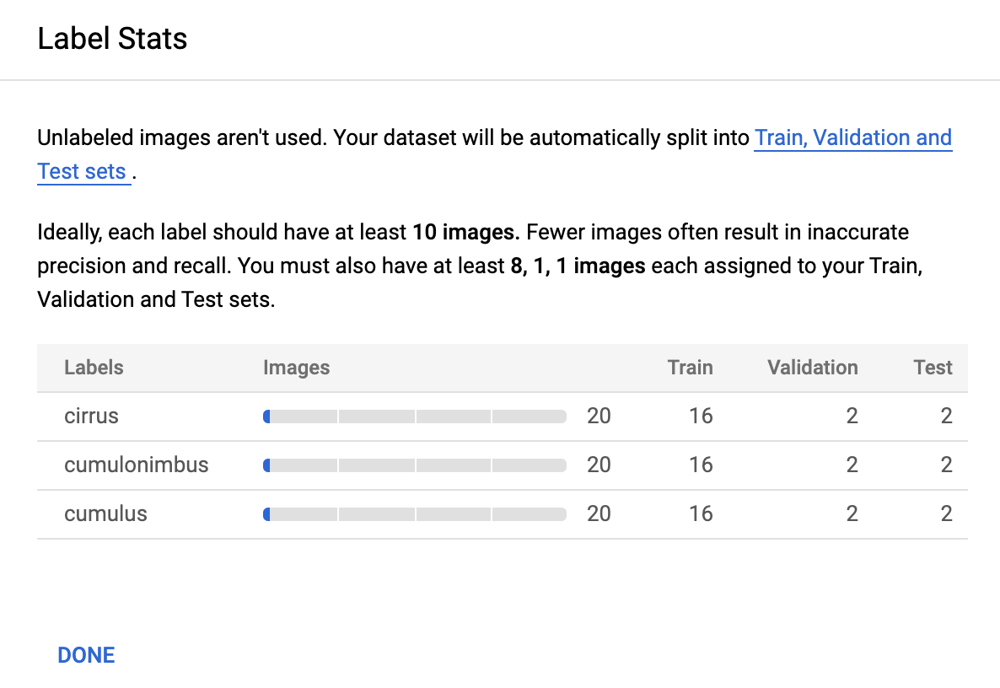 Label Stats
Unlabeled images aren't used. Your dataset will be automatically split into Train, Validation and
Test sets .
Ideally, each label should have at least 10 images. Fewer images often result in inaccurate
precision and recall. You must also have at least 8, 1, 1 images each assigned to your Train,
Validation and Test sets.
Labels Images Train Validation Test
cirrus 20 16 2 2
cumulonimbus 20 16 2 2
cumulus 20 16 2 2
DONE